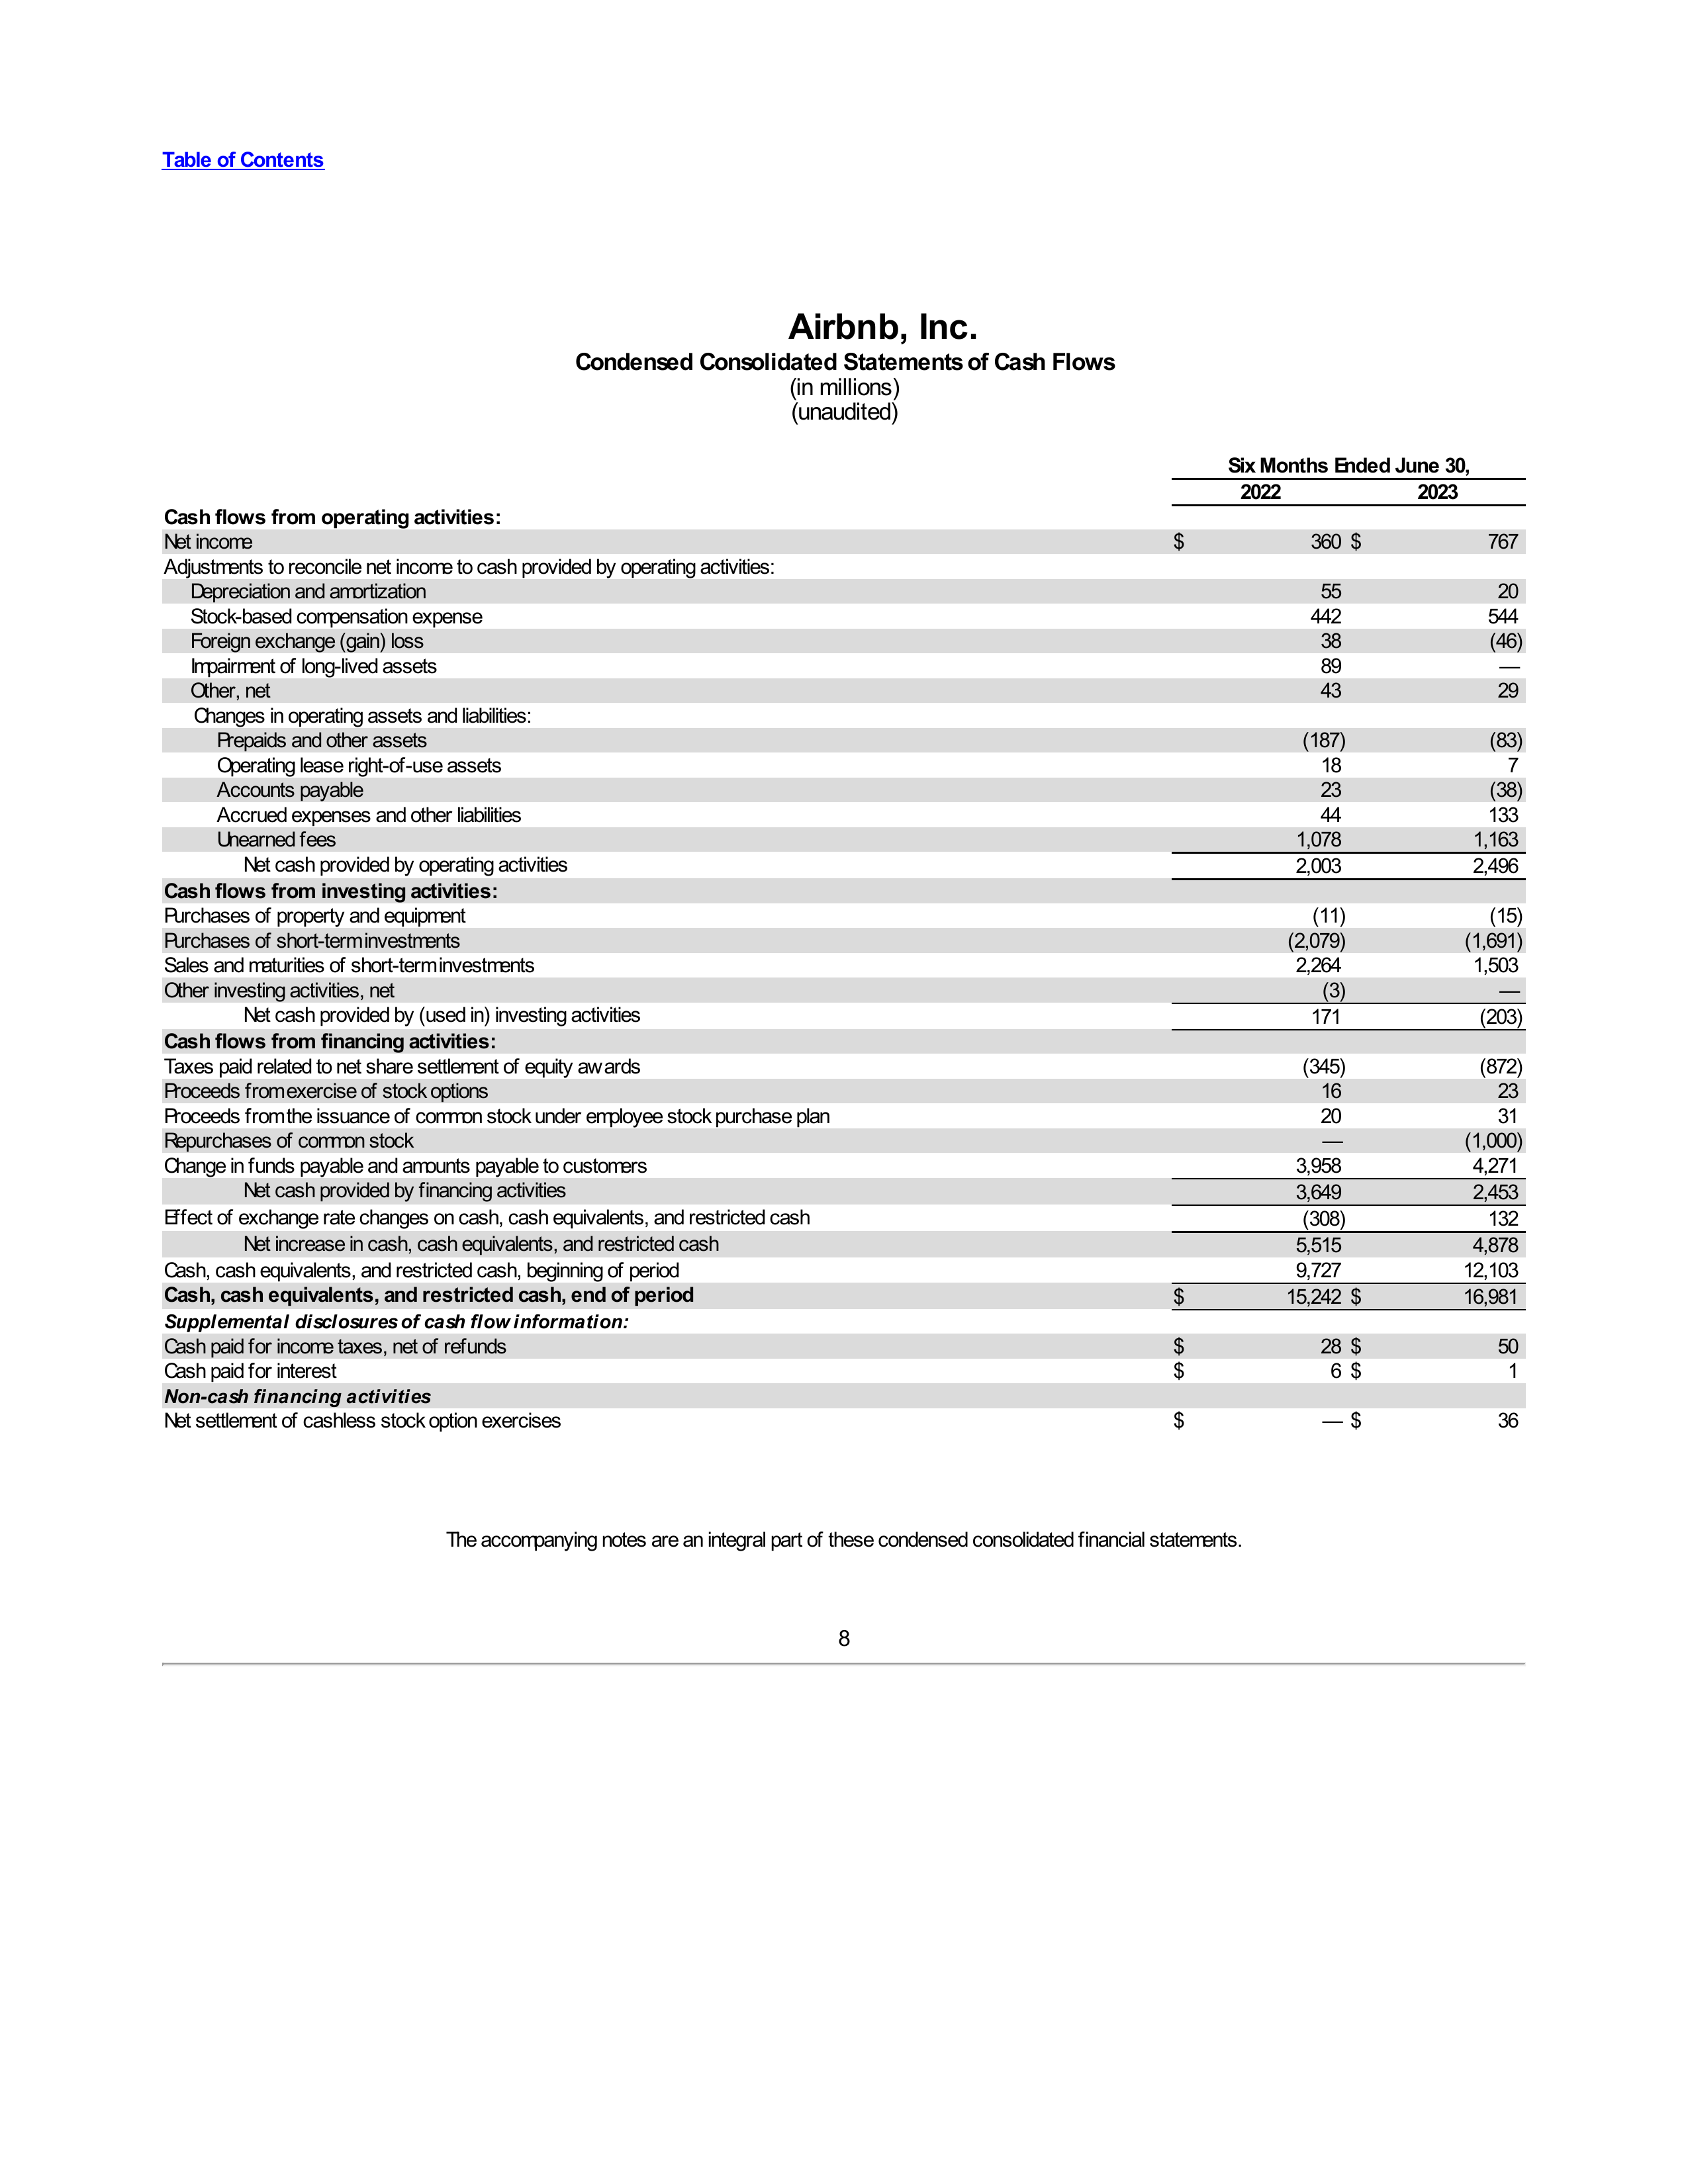 Table of Contents
Airbnb, Inc.
Condensed Consolidated Statements of Cash Flows
(in millions)
(unaudited)
Six Months Ended June 30,
2022 2023
Cash flows from operating activities:
Net income $ 360 $ 767
Adjustments to reconcile net income to cash provided by operating activities:
Depreciation and amortization 55 20
Stock-based compensation expense 442 544
Foreign exchange (gain) loss 38 (46)
Impairment of long-lived assets 89 —
Other, net 43 29
Changes in operating assets and liabilities:
Prepaids and other assets (187) (83)
Operating lease right-of-use assets 18 7
Accounts payable 23 (38)
Accrued expenses and other liabilities 44 133
Unearned fees 1,078 1,163
Net cash provided by operating activities 2,003 2,496
Cash flows from investing activities:
Purchases of property and equipment (11) (15)
Purchases of short-term investments (2,079) (1,691)
Sales and maturities of short-term investments 2,264 1,503
Other investing activities, net (3) —
Net cash provided by (used in) investing activities 171 (203)
Cash flows from financing activities:
Taxes paid related to net share settlement of equity awards (345) (872)
Proceeds from exercise of stock options 16 23
Proceeds from the issuance of common stock under employee stock purchase plan 20 31
Repurchases of common stock — (1,000)
Change in funds payable and amounts payable to customers 3,958 4,271
Net cash provided by financing activities 3,649 2,453
Effect of exchange rate changes on cash, cash equivalents, and restricted cash (308) 132
Net increase in cash, cash equivalents, and restricted cash 5,515 4,878
Cash, cash equivalents, and restricted cash, beginning of period 9,727 12,103
Cash, cash equivalents, and restricted cash, end of period $ 15,242 $ 16,981
Supplemental disclosures of cash flow information:
Cash paid for income taxes, net of refunds $ 28 $ 50
Cash paid for interest $ 6 $ 1
Non-cash financing activities
Net settlement of cashless stock option exercises $ — $ 36
The accompanying notes are an integral part of these condensed consolidated financial statements.
8